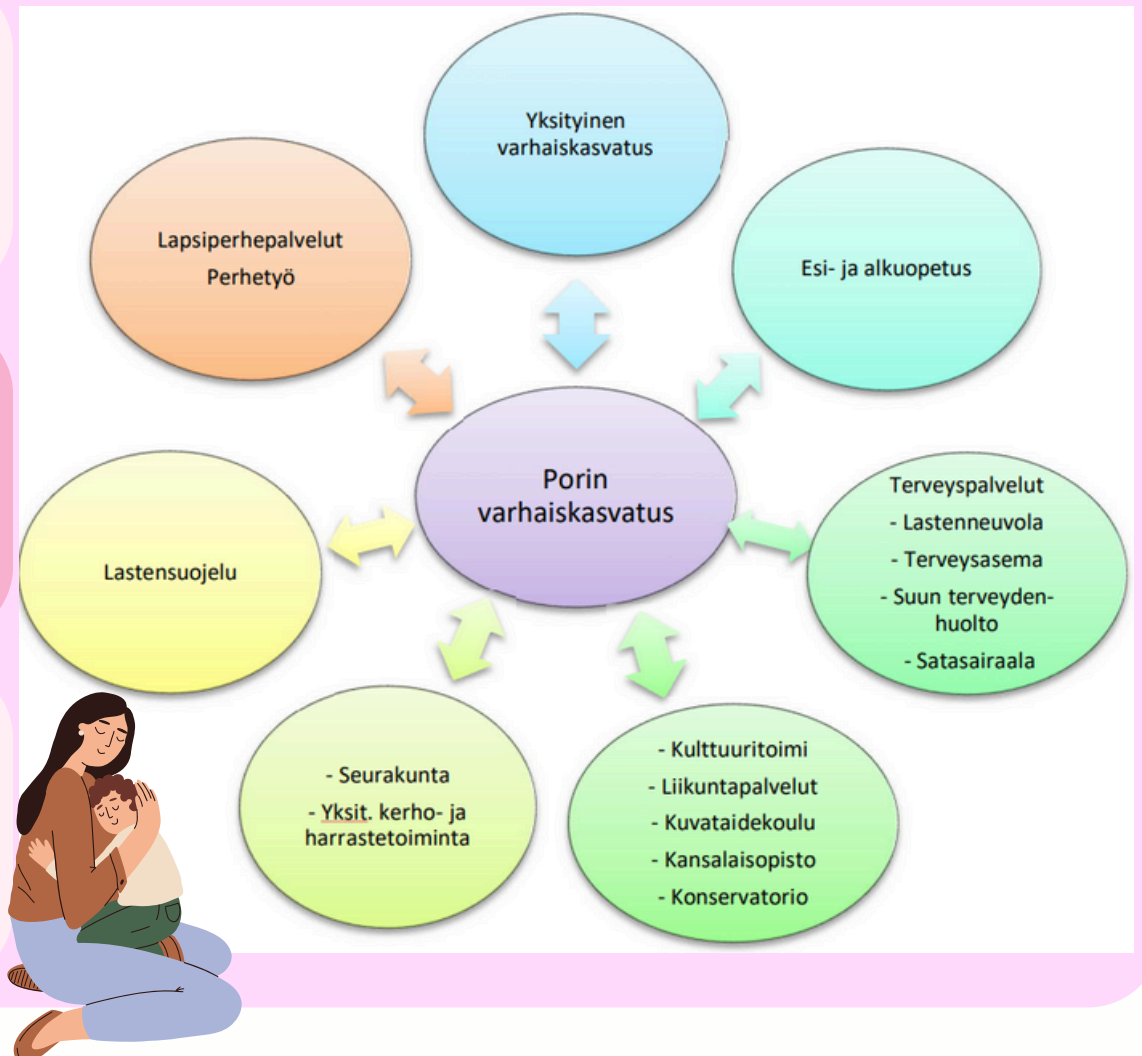 Yksityinen
varhaiskasvatus
Lapsiperhepalvelut
Perhetyö
Esi- ja alkuopetus
Porin
varhaiskasvatus
Terveyspalvelut
- Lastenneuvola
- Terveysasema
- Suun terveyden-
huolto
- Satasairaala
Lastensuojelu
- Seurakunta
- Yksit. kerho- ja
harrastetoiminta
- Kulttuuritoimi
- Liikuntapalvelut
- Kuvataidekoulu
- Kansalaisopisto
- Konservatorio